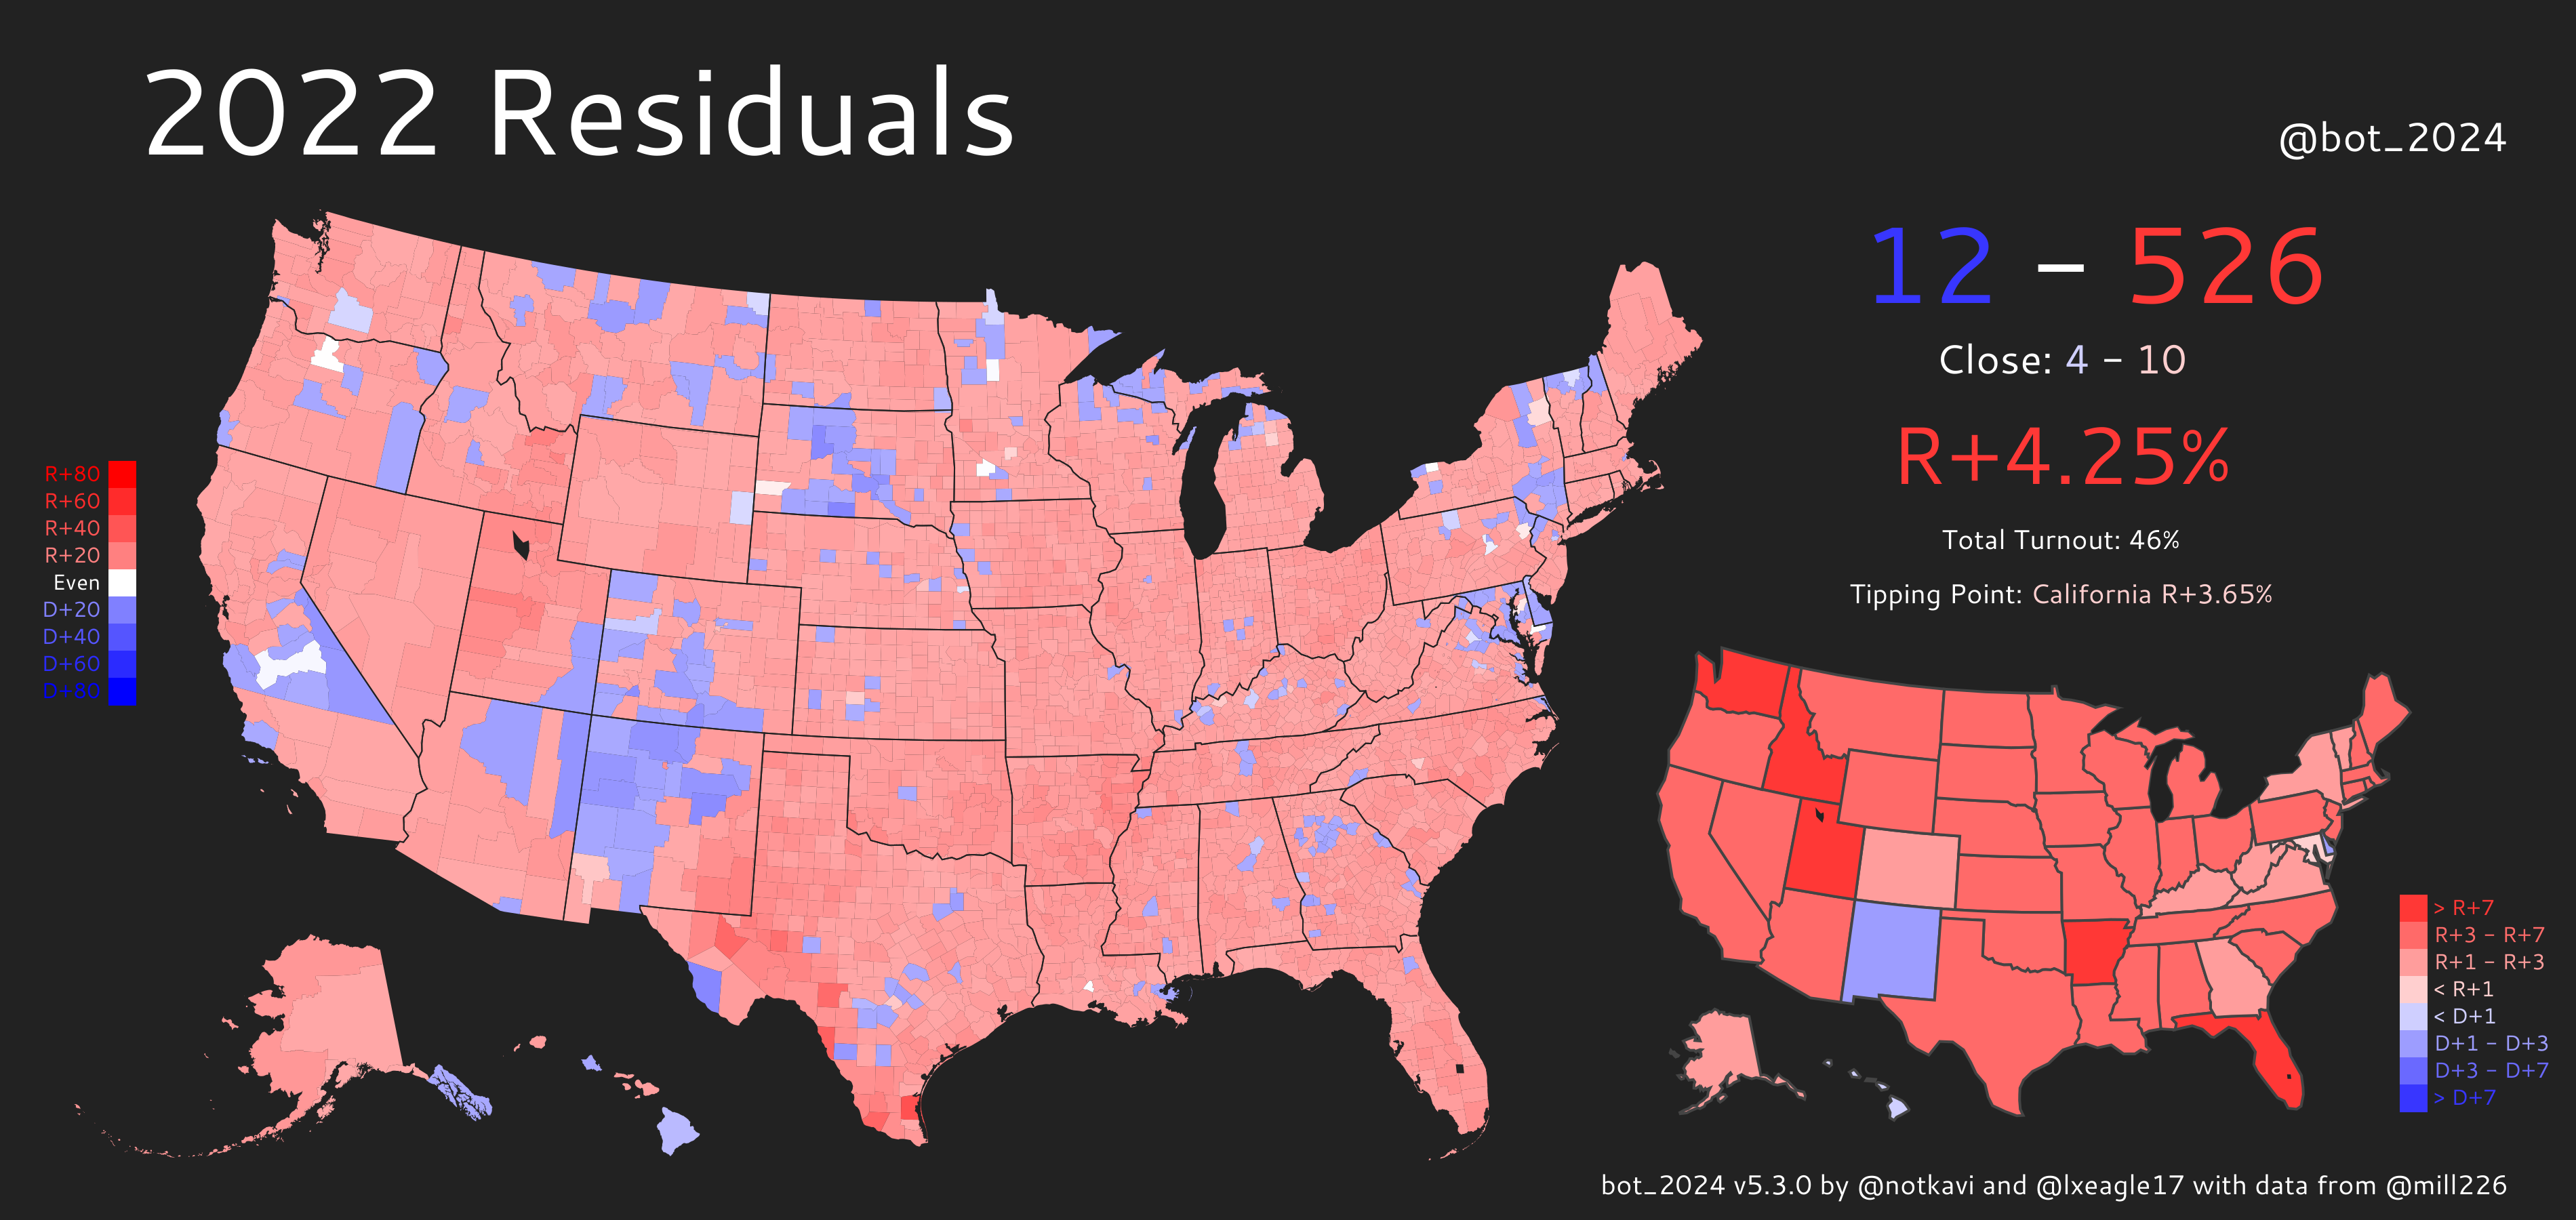 2022 Residuals
@bot_2024
12 – 526
Close: 4 – 10
R+4.25%
Total Turnout: 46%
Tipping Point: California R+3.65%
R+80
R+60
R+40
R+20
Even
D+20
D+40
D+60
D+80
> R+7
R+3 – R+7
R+1 – R+3
< R+1
< D+1
D+1 – D+3
D+3 – D+7
> D+7
bot_2024 v5.3.0 by @notkavi and @lxeagle17 with data from @mill226